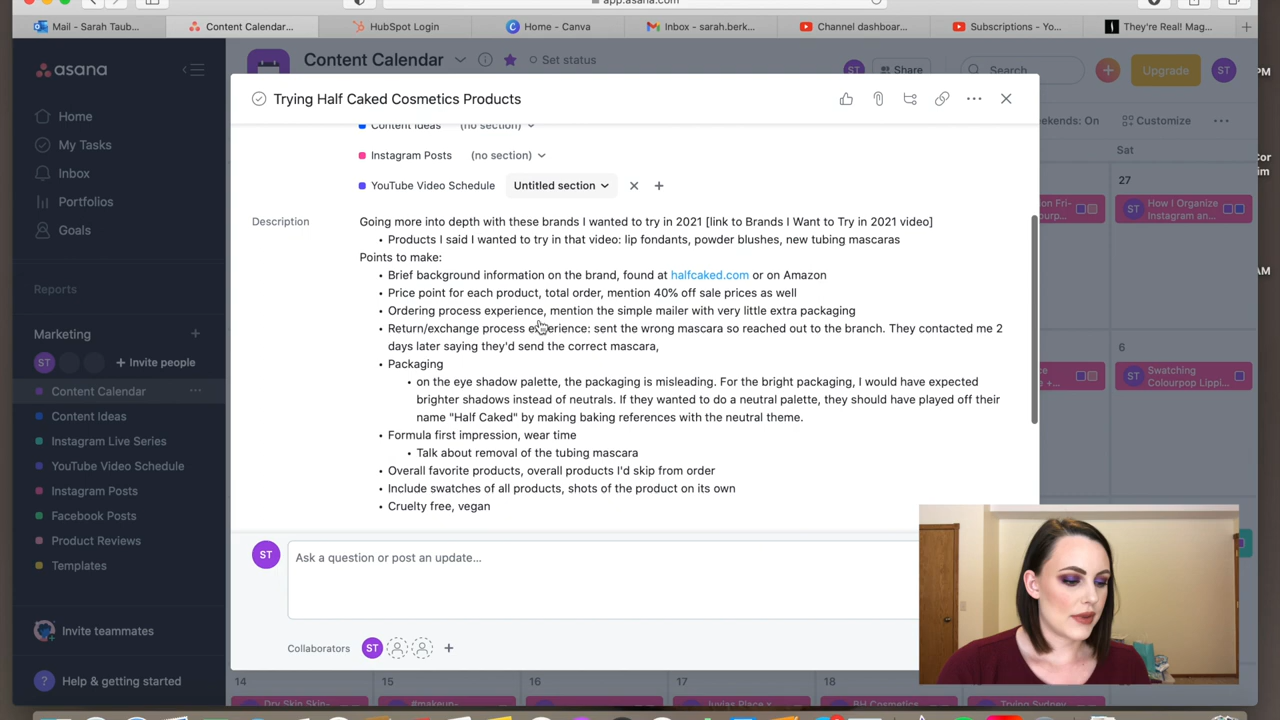 app.asana.com
Mail - Sarah Taub...
Content Calendar...
HubSpot Login
Home - Canva
Inbox - sarah.berk...
Channel dashboar...
Subscriptions - Yo...
They're Real! Mag...
asana
Home
My Tasks
Inbox
Portfolios
Goals
Reports
Marketing
ST
Invite people
Content Calendar
Content Ideas
Instagram Live Series
YouTube Video Schedule
Instagram Posts
Facebook Posts
Product Reviews
Templates
Invite teammates
Help & getting started
Content Calendar
Set status
ST
Share
Search
Upgrade
ST
Trying Half Caked Cosmetics Products
Content Ideas (no section)
Instagram Posts (no section)
YouTube Video Schedule Untitled section
Description
Going more into depth with these brands I wanted to try in 2021 [link to Brands I Want to Try in 2021 video]
• Products I said I wanted to try in that video: lip fondants, powder blushes, new tubing mascaras
Points to make:
• Brief background information on the brand, found at halfcaked.com or on Amazon
• Price point for each product, total order, mention 40% off sale prices as well
• Ordering process experience, mention the simple mailer with very little extra packaging
• Return/exchange process experience: sent the wrong mascara so reached out to the branch. They contacted me 2
days later saying they'd send the correct mascara,
• Packaging
• on the eye shadow palette, the packaging is misleading. For the bright packaging, I would have expected
brighter shadows instead of neutrals. If they wanted to do a neutral palette, they should have played off their
name "Half Caked" by making baking references with the neutral theme.
• Formula first impression, wear time
• Talk about removal of the tubing mascara
• Overall favorite products, overall products I'd skip from order
• Include swatches of all products, shots of the product on its own
• Cruelty free, vegan
ST
Ask a question or post an update...
Collaborators
ST
ekends: On
Customize
Sat
27
ion Fri-
ST
How I Organize
Instagram an...
6
ST
Swatching
Colourpop Lippi...
14
15
16
17
18
Dry Skin Skin-
#makeup-
Juvias Place x
BH Cosmetics
Trying Sydney
PM
Cor
im
AM